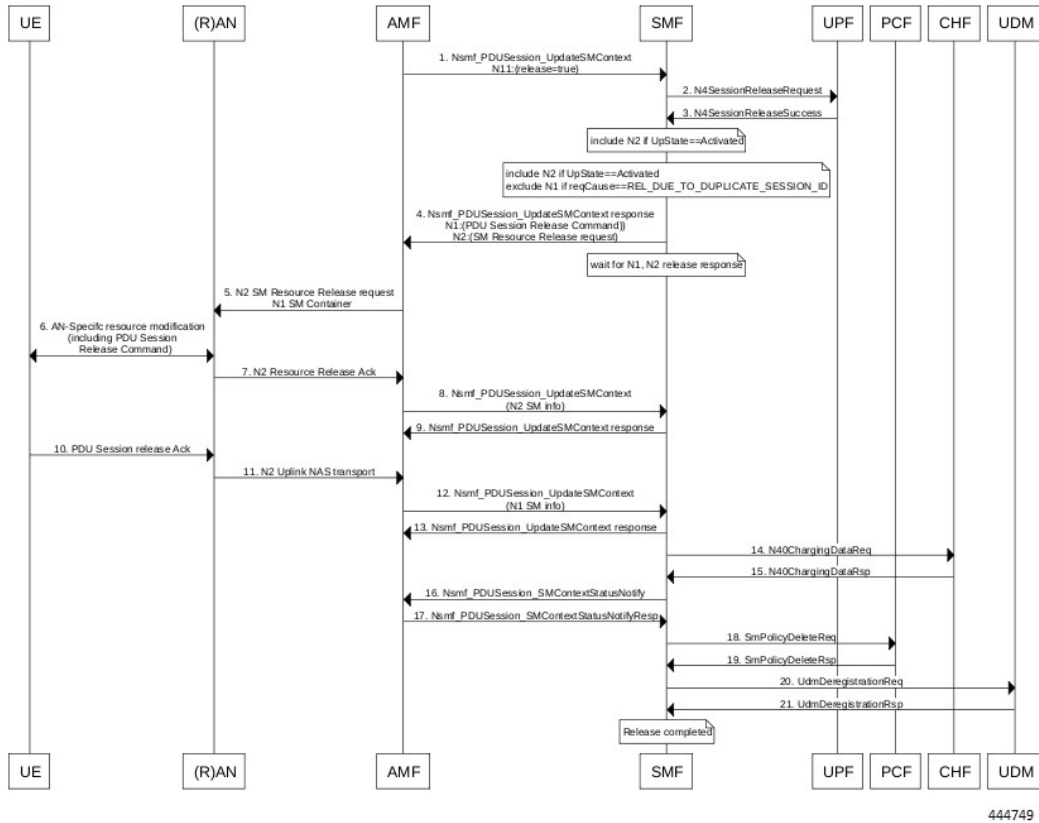 UE
(R)AN
AMF
SMF
UPF
PCF
CHF
UDM
1. Nsmf_PDUSession_UpdateSMContext
N11:(release=true)
2. N4SessionReleaseRequest
3. N4SessionReleaseSuccess
include N2 if UpState==Activated
include N2 if UpState==Activated
exclude N1 if reqCause==REL_DUE_TO_DUPLICATE_SESSION_ID
4. Nsmf_PDUSession_UpdateSMContext response
N1:(PDU Session Release Command))
N2:(SM Resource Release request)
wait for N1, N2 release response
5. N2 SM Resource Release request
N1 SM Container
6. AN-Specifc resource modification
(including PDU Session
Release Command)
7. N2 Resource Release Ack
8. Nsmf_PDUSession_UpdateSMContext
(N2 SM info)
9. Nsmf_PDUSession_UpdateSMContext response
10. PDU Session release Ack
11. N2 Uplink NAS transport
12. Nsmf_PDUSession_UpdateSMContext
(N1 SM info)
13. Nsmf_PDUSession_UpdateSMContext response
14. N40ChargingDataReq
15. N40ChargingDataRsp
16. Nsmf_PDUSession_SMContextStatusNotify
17. Nsmf_PDUSession_SMContextStatusNotifyResp
18. SmPolicyDeleteReq
19. SmPolicyDeleteRsp
20. UdmDeregistrationReq
21. UdmDeregistrationRsp
Release completed
UE
(R)AN
AMF
SMF
UPF
PCF
CHF
UDM
444749